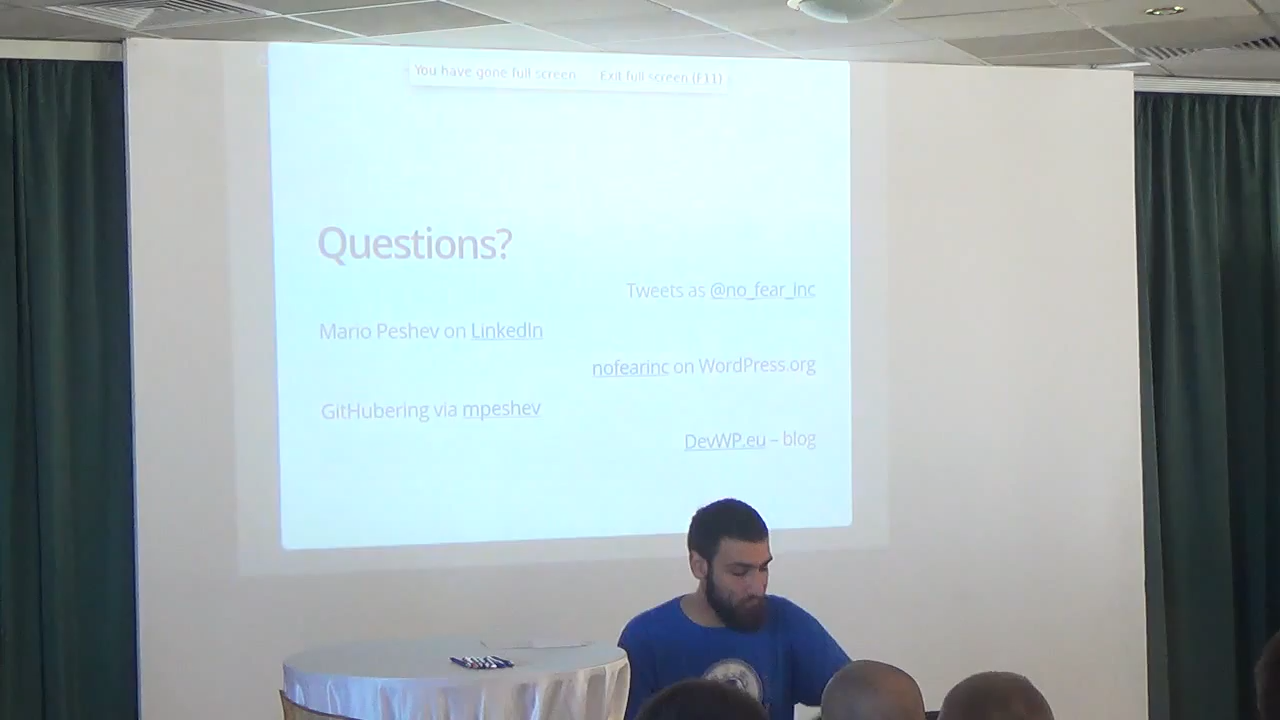 You have gone full screen Exit full screen (F11)
Questions?
Tweets as @no_fear_inc
Mario Peshev on LinkedIn
nofearinc on WordPress.org
GitHubering via mpeshev
DevWP.eu – blog